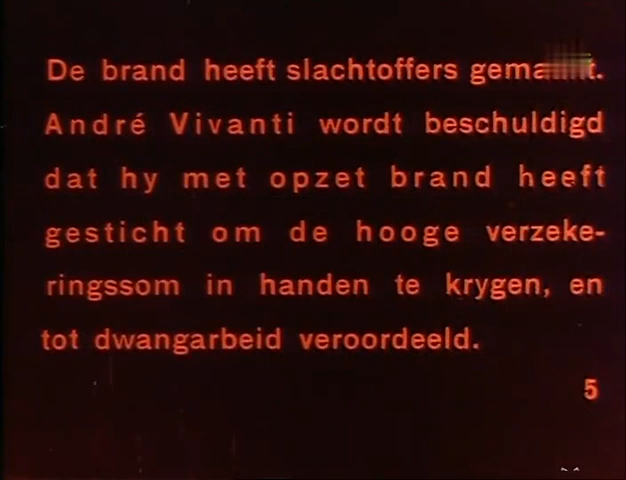 De brand heeft slachtoffers gemaakt.
André Vivanti wordt beschuldigd
dat hy met opzet brand heeft
gesticht om de hooge verzeke-
ringssom in handen te krygen, en
tot dwangarbeid veroordeeld.
5